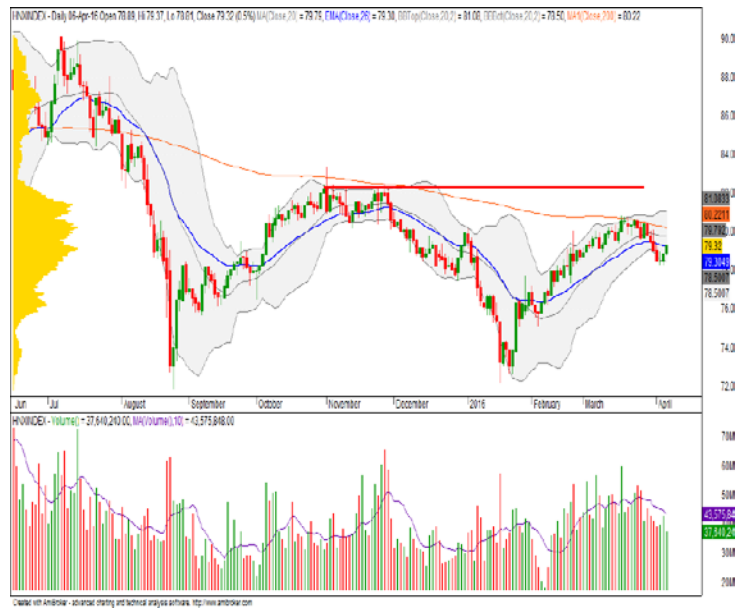 HNXINDEX - Daily 06-Apr-16 Open 78.89, Hi 79.37, Lo 78.81, Close 79.32 (0.5%) MA(Close,20) = 79.79, EMA(Close,26) = 79.30, BBTop(Close,20,2) = 81.08, BBBot(Close,20,2) = 78.50, MA1(Close,200) = 80.22
90.00
88.00
86.00
84.00
81.0833
80.2211
79.792
79.32
79.3049
78.5007
78.5007
76.00
74.00
72.00
Jun Jul August September October November December 2016 February March April
HNXINDEX - Volume() = 37,640,240.00, MA(Volume(),10) = 43,575,848.00
70M
60M
50M
43,575,84
37,640,24
20M
Created with AmiBroker - advanced charting and technical analysis software. http://www.amibroker.com